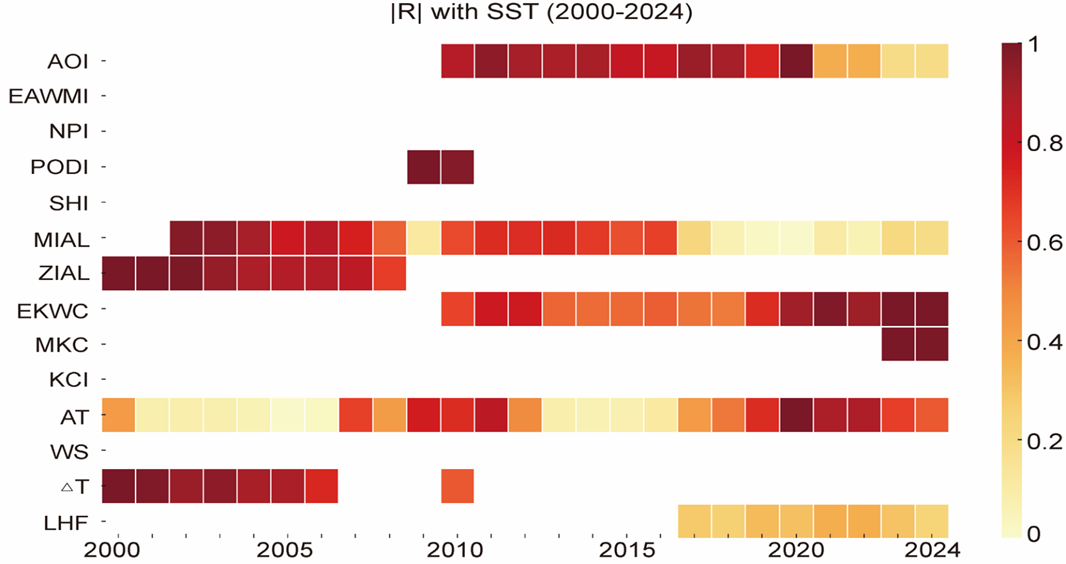 |R| with SST (2000-2024)
AOI
EAWMI
NPI
PODI
SHI
MIAL
ZIAL
EKWC
MKC
KCI
AT
WS
△T
LHF
2000 2005 2010 2015 2020 2024
1
0.8
0.6
0.4
0.2
0